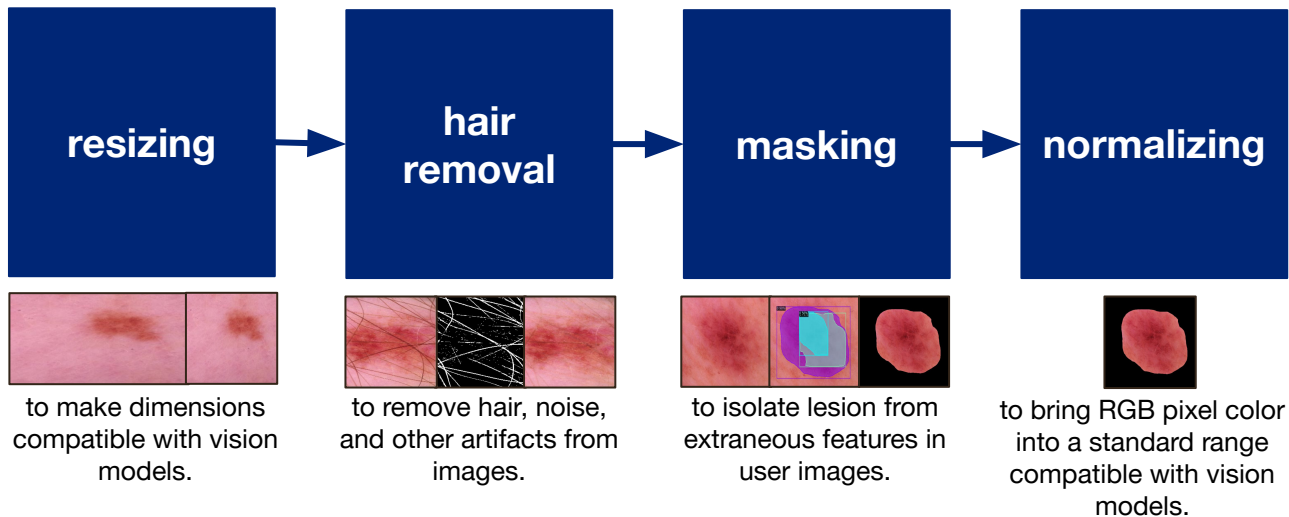 resizing
hair
removal
masking
normalizing
to make dimensions
compatible with vision
models.
to remove hair, noise,
and other artifacts from
images.
to isolate lesion from
extraneous features in
user images.
to bring RGB pixel color
into a standard range
compatible with vision
models.